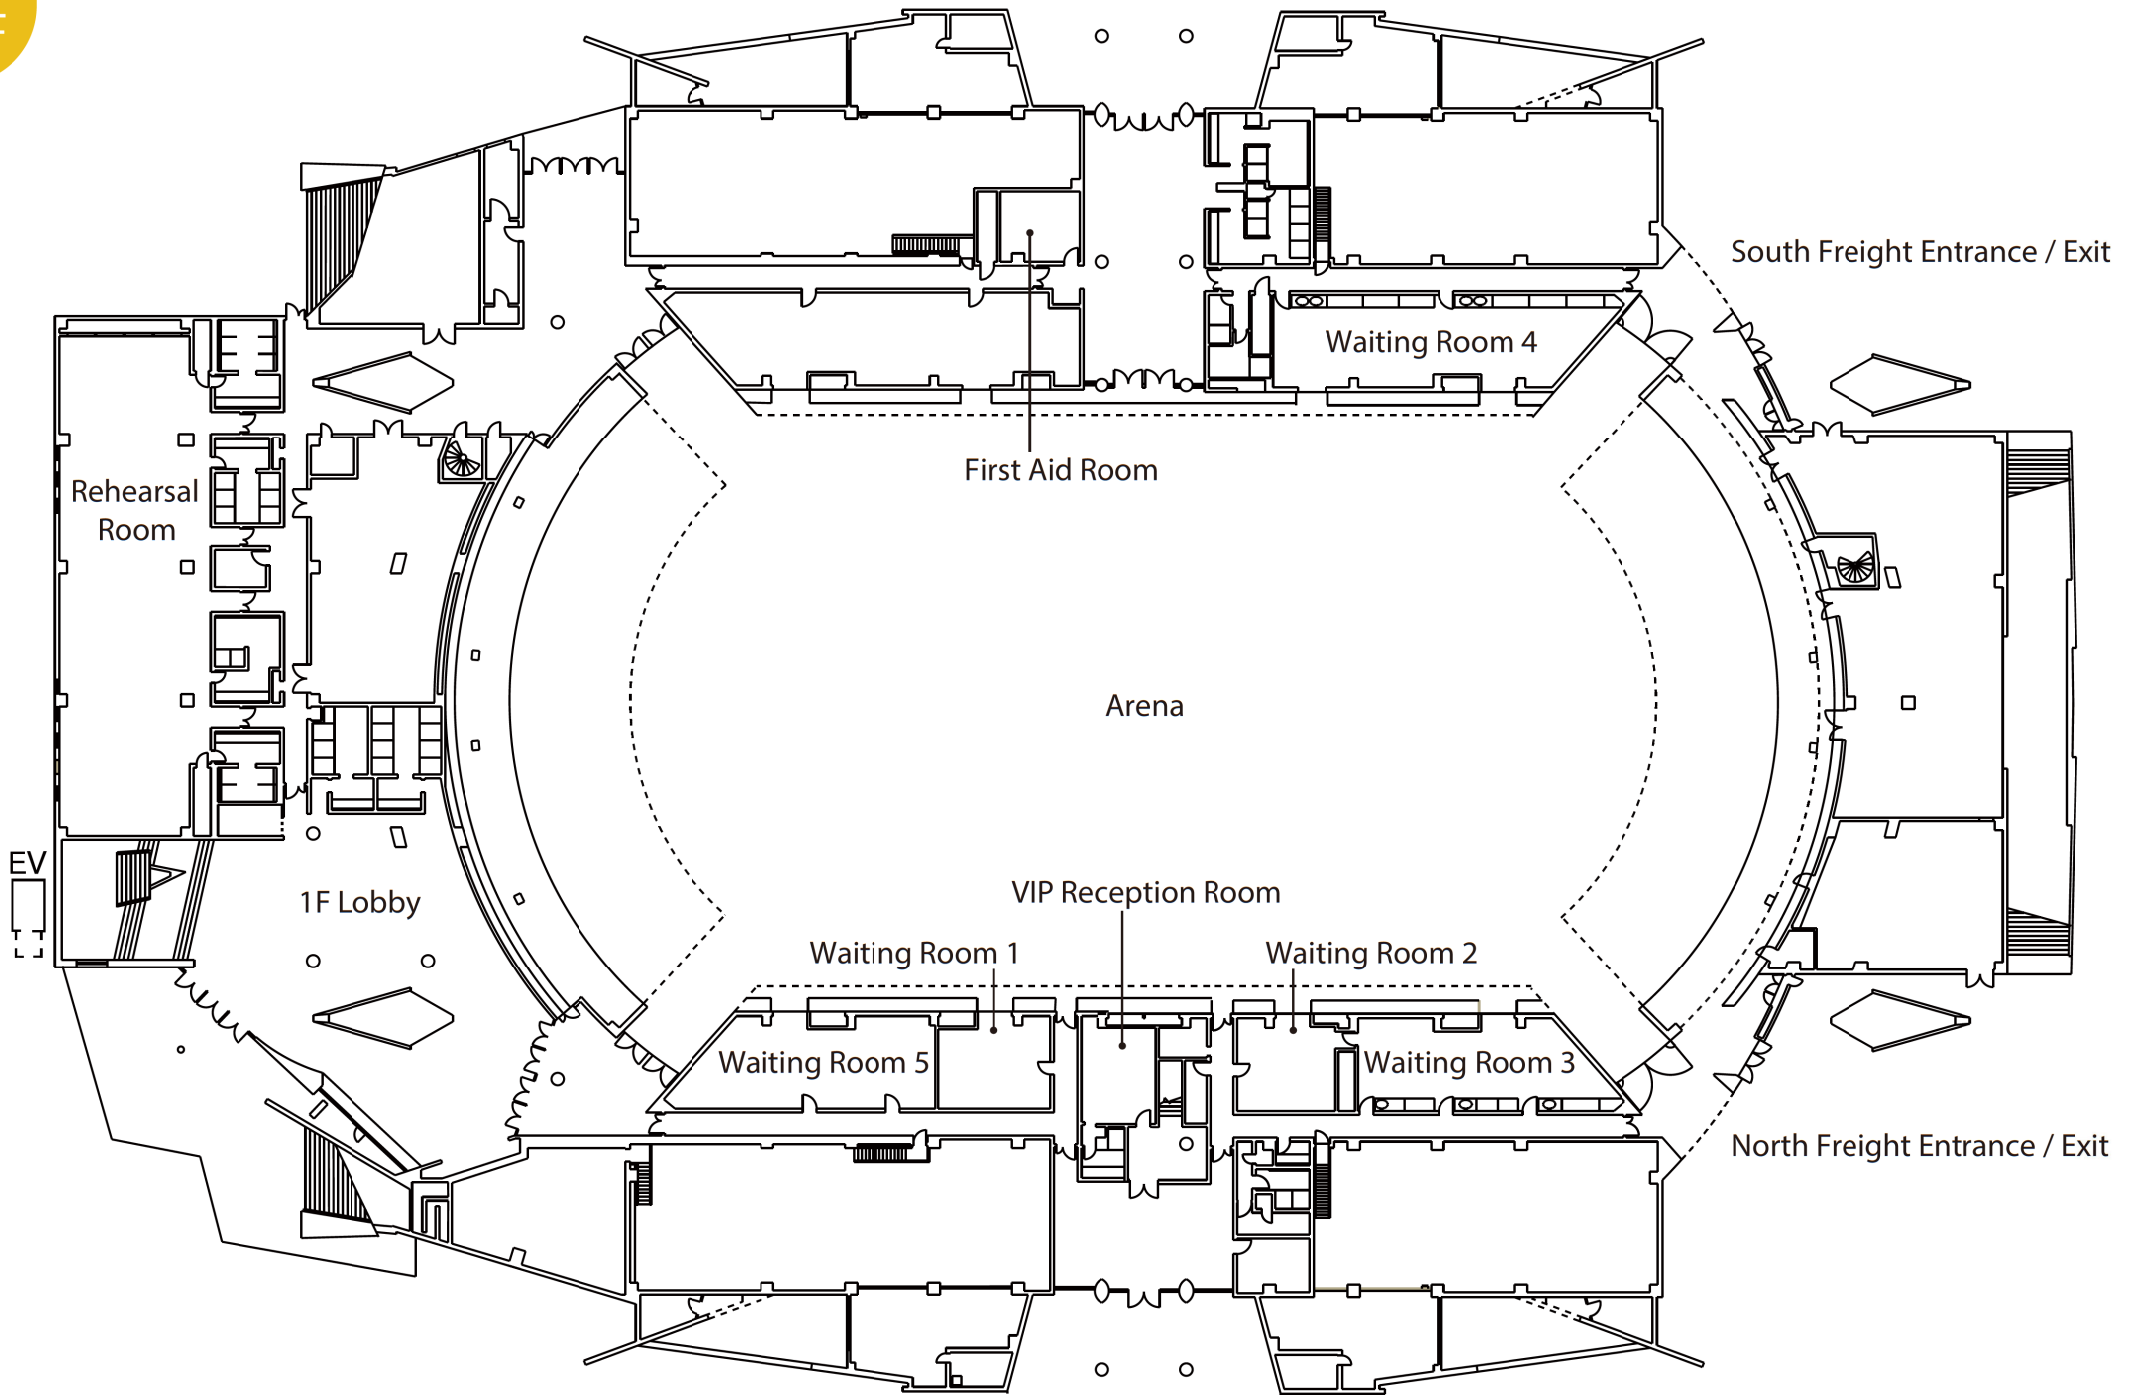 South Freight Entrance / Exit
Waiting Room 4
First Aid Room
Rehearsal
Room
Arena
EV
1F Lobby
VIP Reception Room
Waiting Room 1
Waiting Room 2
Waiting Room 5
Waiting Room 3
North Freight Entrance / Exit